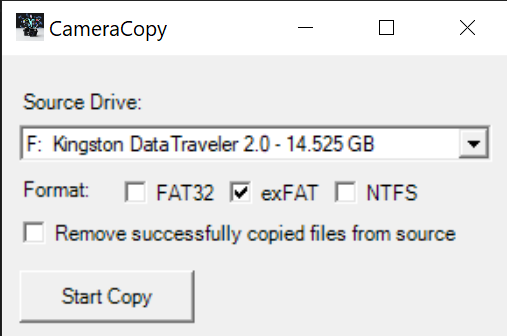 CameraCopy
Source Drive:
F:  Kingston DataTraveler 2.0 - 14.525 GB
Format: FAT32 exFAT NTFS
Remove successfully copied files from source
Start Copy